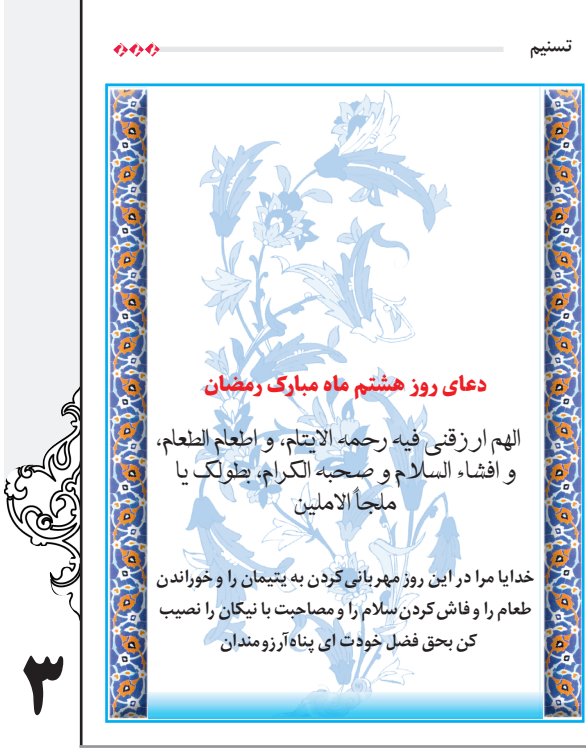 تسنیم
دعای روز هشتم ماه مبارک رمضان
الهم ارزقنی فیه رحمه الایتام، و اطعام الطعام،
و افشاء السلام و صحبه الکرام، بطولک یا
ملجأ الاملین
خدایا مرا در این روز مهربانی کردن به یتیمان را و خوراندن
طعام را و فاش کردن سلام را و مصاحبت با نیکان را نصیب
کن بحق فضل خودت ای پناه آرزومندان
۳